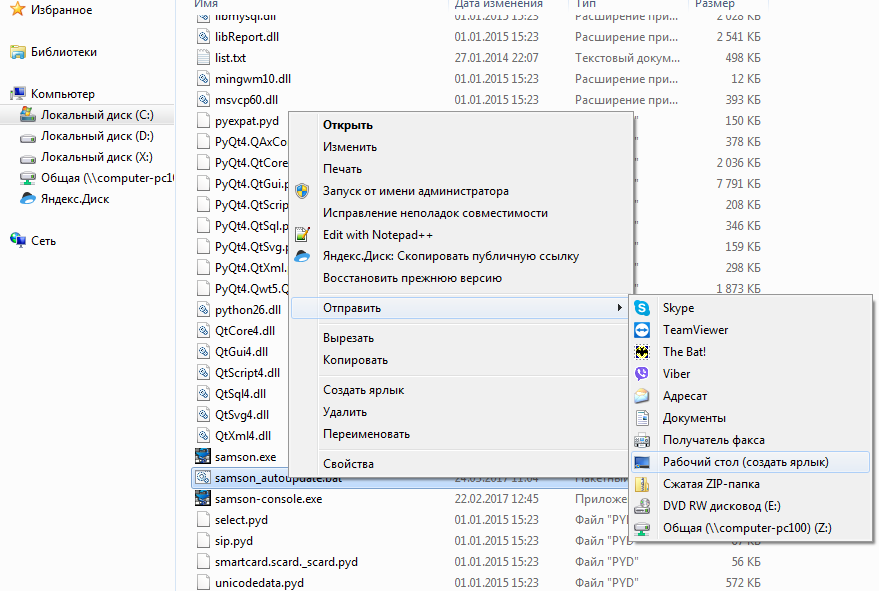 Имя Дата изменения Тип Размер
Избранное
Библиотеки
Компьютер
Локальный диск (C:)
Локальный диск (D:)
Локальный диск (X:)
Общая (\\computer-pc1
Яндекс.Диск
Сеть
libmysql.dll 01.01.2015 15:23 Расширение при... 2 028 КБ
libReport.dll 01.01.2015 15:23 Расширение при... 2 541 КБ
list.txt 27.01.2014 22:07 Текстовый докум... 498 КБ
mingwm10.dll 01.01.2015 15:23 Расширение при... 12 КБ
msvcp60.dll 01.01.2015 15:23 Расширение при... 393 КБ
pyexpat.pyd 150 КБ
PyQt4.QAxCo 378 КБ
PyQt4.QtCore 2 036 КБ
PyQt4.QtGui.p 7 791 КБ
PyQt4.QtScrip 208 КБ
PyQt4.QtSql.p 346 КБ
PyQt4.QtSvg.p 159 КБ
PyQt4.QtXml. 298 КБ
PyQt4.Qwt5.Q 1 873 КБ
python26.dll
QtCore4.dll
QtGui4.dll
QtScript4.dll
QtSql4.dll
QtSvg4.dll
QtXml4.dll
samson.exe
samson_autoupdate.bat 24.05.2017 11:04 Пакетный
samson-console.exe 22.02.2017 12:45 Приложе
select.pyd 01.01.2015 15:23 Файл "PYD
sip.pyd 01.01.2015 15:23 Файл "PYD" 67 КБ
smartcard.scard._scard.pyd 01.01.2015 15:23 Файл "PYD" 56 КБ
unicodedata.pyd 01.01.2015 15:23 Файл "PYD" 572 КБ
Открыть
Изменить
Печать
Запуск от имени администратора
Исправление неполадок совместимости
Edit with Notepad++
Яндекс.Диск: Скопировать публичную ссылку
Восстановить прежнюю версию
Отправить
Вырезать
Копировать
Создать ярлык
Удалить
Переименовать
Свойства
Skype
TeamViewer
The Bat!
Viber
Адресат
Документы
Получатель факса
Рабочий стол (создать ярлык)
Сжатая ZIP-папка
DVD RW дисковод (E:)
Общая (\\computer-pc100) (Z:)